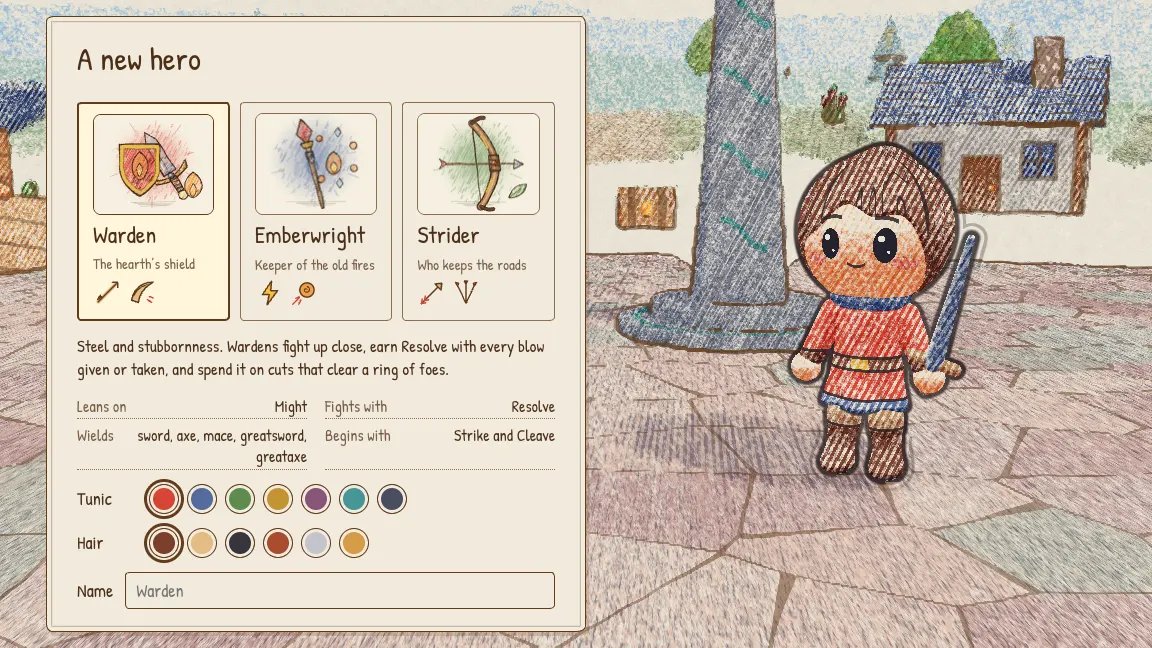 A new hero
Warden
The hearth's shield
Emberwright
Keeper of the old fires
Strider
Who keeps the roads
Steel and stubbornness. Wardens fight up close, earn Resolve with every blow
given or taken, and spend it on cuts that clear a ring of foes.
Leans on Might
Fights with Resolve
Wields sword, axe, mace, greatsword,
greataxe
Begins with Strike and Cleave
Tunic
Hair
Name Warden